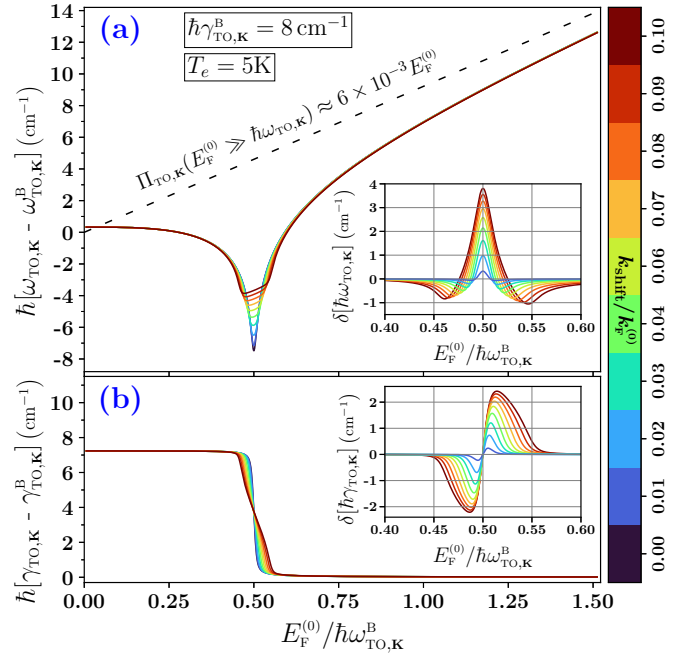 (a)
ℏγ^B_TO,K = 8 cm⁻¹
T_e = 5K
Π_TO,K(E_F^(0) ≫ ℏω_TO,K) ≈ 6 × 10⁻³ E_F^(0)
ℏ[ω_TO,K - ω^B_TO,K] (cm⁻¹)
14
12
10
8
6
4
2
0
-2
-4
-6
-8
δ[ℏω_TO,K] (cm⁻¹)
4
3
2
1
0
-1
0.40 0.45 0.50 0.55 0.60
E_F^(0)/ℏω^B_TO,K
(b)
ℏ[γ_TO,K - γ^B_TO,K] (cm⁻¹)
10
8
6
4
2
0
δ[ℏγ_TO,K] (cm⁻¹)
2
1
0
-1
-2
0.40 0.45 0.50 0.55 0.60
E_F^(0)/ℏω^B_TO,K
0.00 0.25 0.50 0.75 1.00 1.25 1.50
E_F^(0)/ℏω^B_TO,K
0.10
0.09
0.08
0.07
0.06
0.04
0.03
0.02
0.01
0.00
k_shift/k_F^(0)